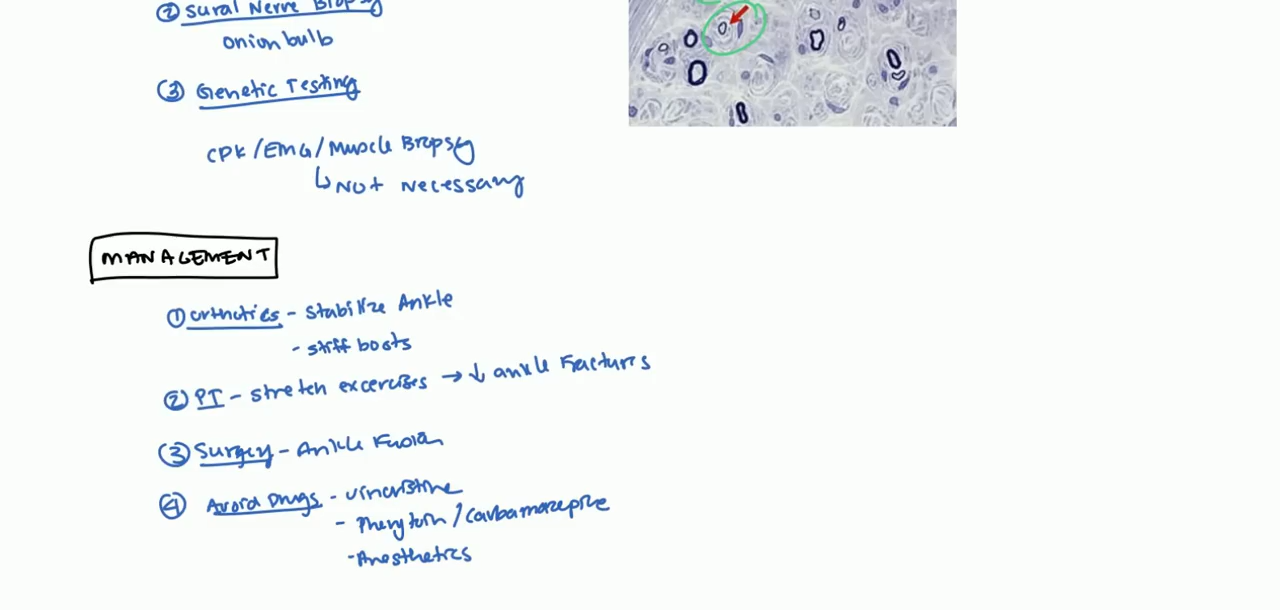 ② Sural Nerve Biopsy
onion bulb
③ Genetic Testing
CPK/EMG/Muscle Biopsy
↳ Not necessary
MANAGEMENT
① orthotics - stabilize Ankle
- stiff boots
② PT - stretch excercises → ↓ ankle Fractures
③ Surgery - Ankle Fusion
④ Avoid Drugs - vincristine
- Phenytoin/Carbamazepine
- Anesthetics